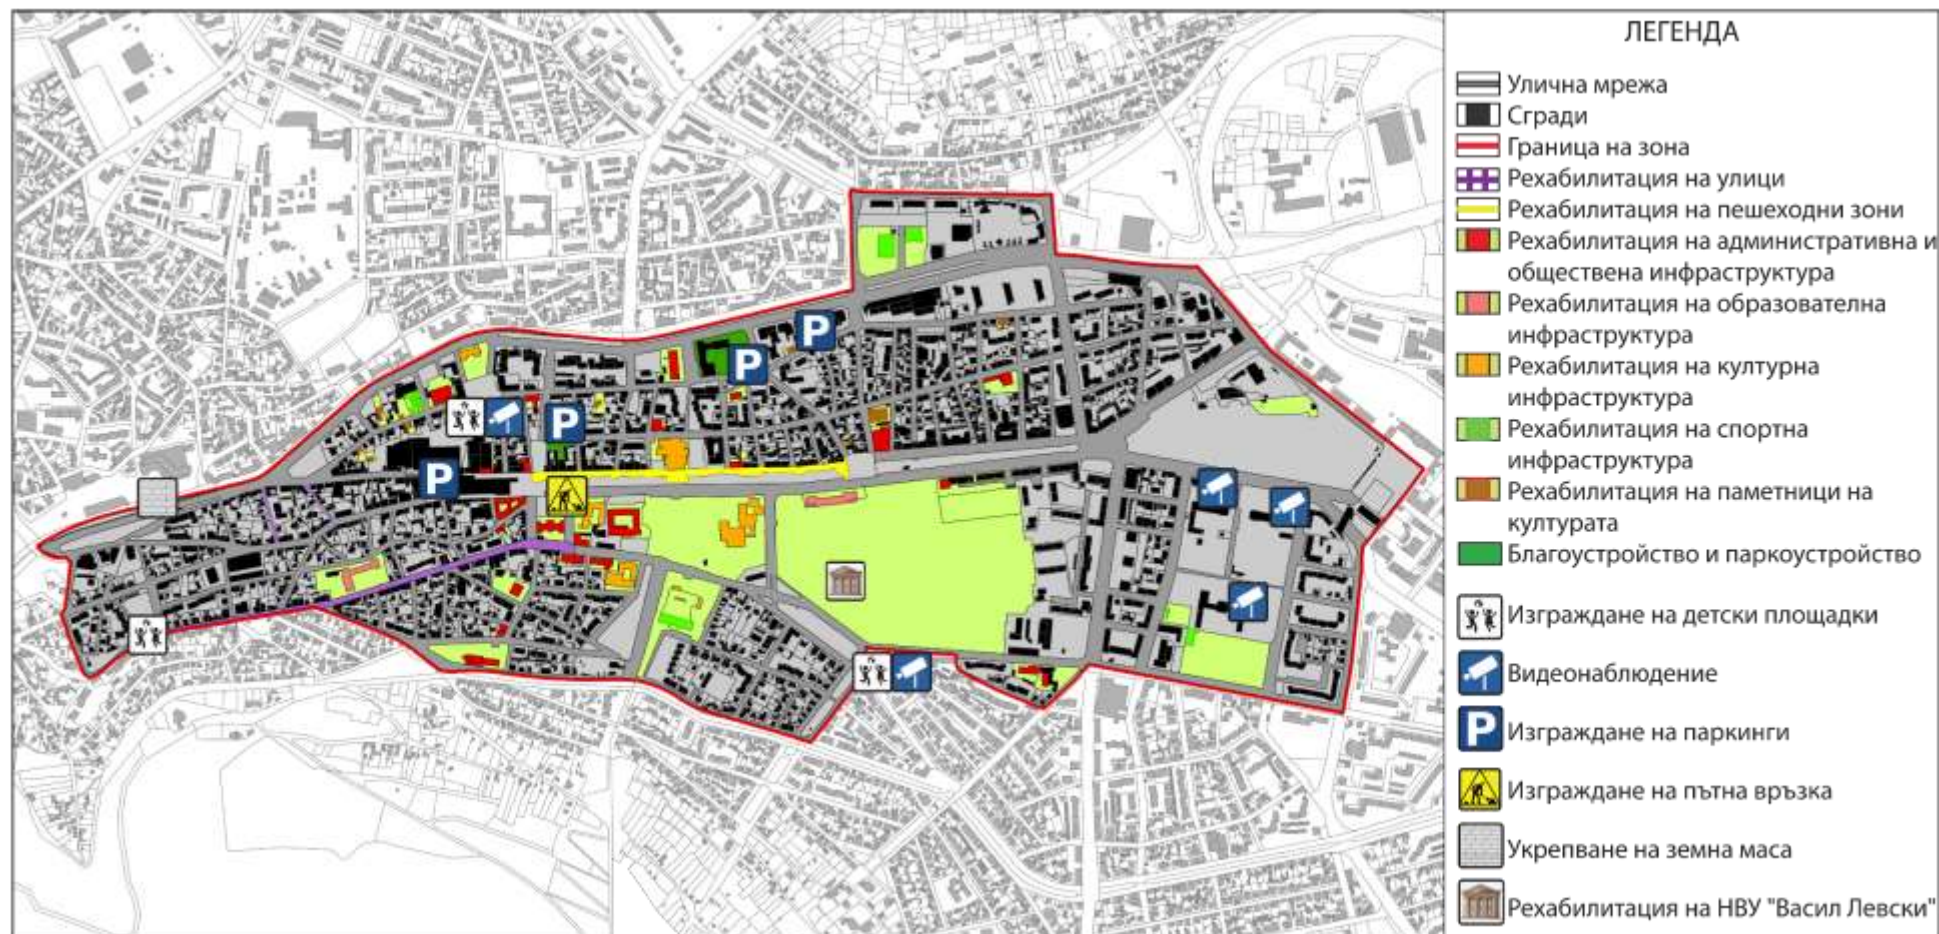 ЛЕГЕНДА
Улична мрежа
Сгради
Граница на зона
Рехабилитация на улици
Рехабилитация на пешеходни зони
Рехабилитация на административна и
обществена инфраструктура
Рехабилитация на образователна
инфраструктура
Рехабилитация на културна
инфраструктура
Рехабилитация на спортна
инфраструктура
Рехабилитация на паметници на
културата
Благоустройство и паркоустройство
Изграждане на детски площадки
Видеонаблюдение
P Изграждане на паркинги
Изграждане на пътна връзка
Укрепване на земна маса
Рехабилитация на НВУ "Васил Левски"
P
P
P
P